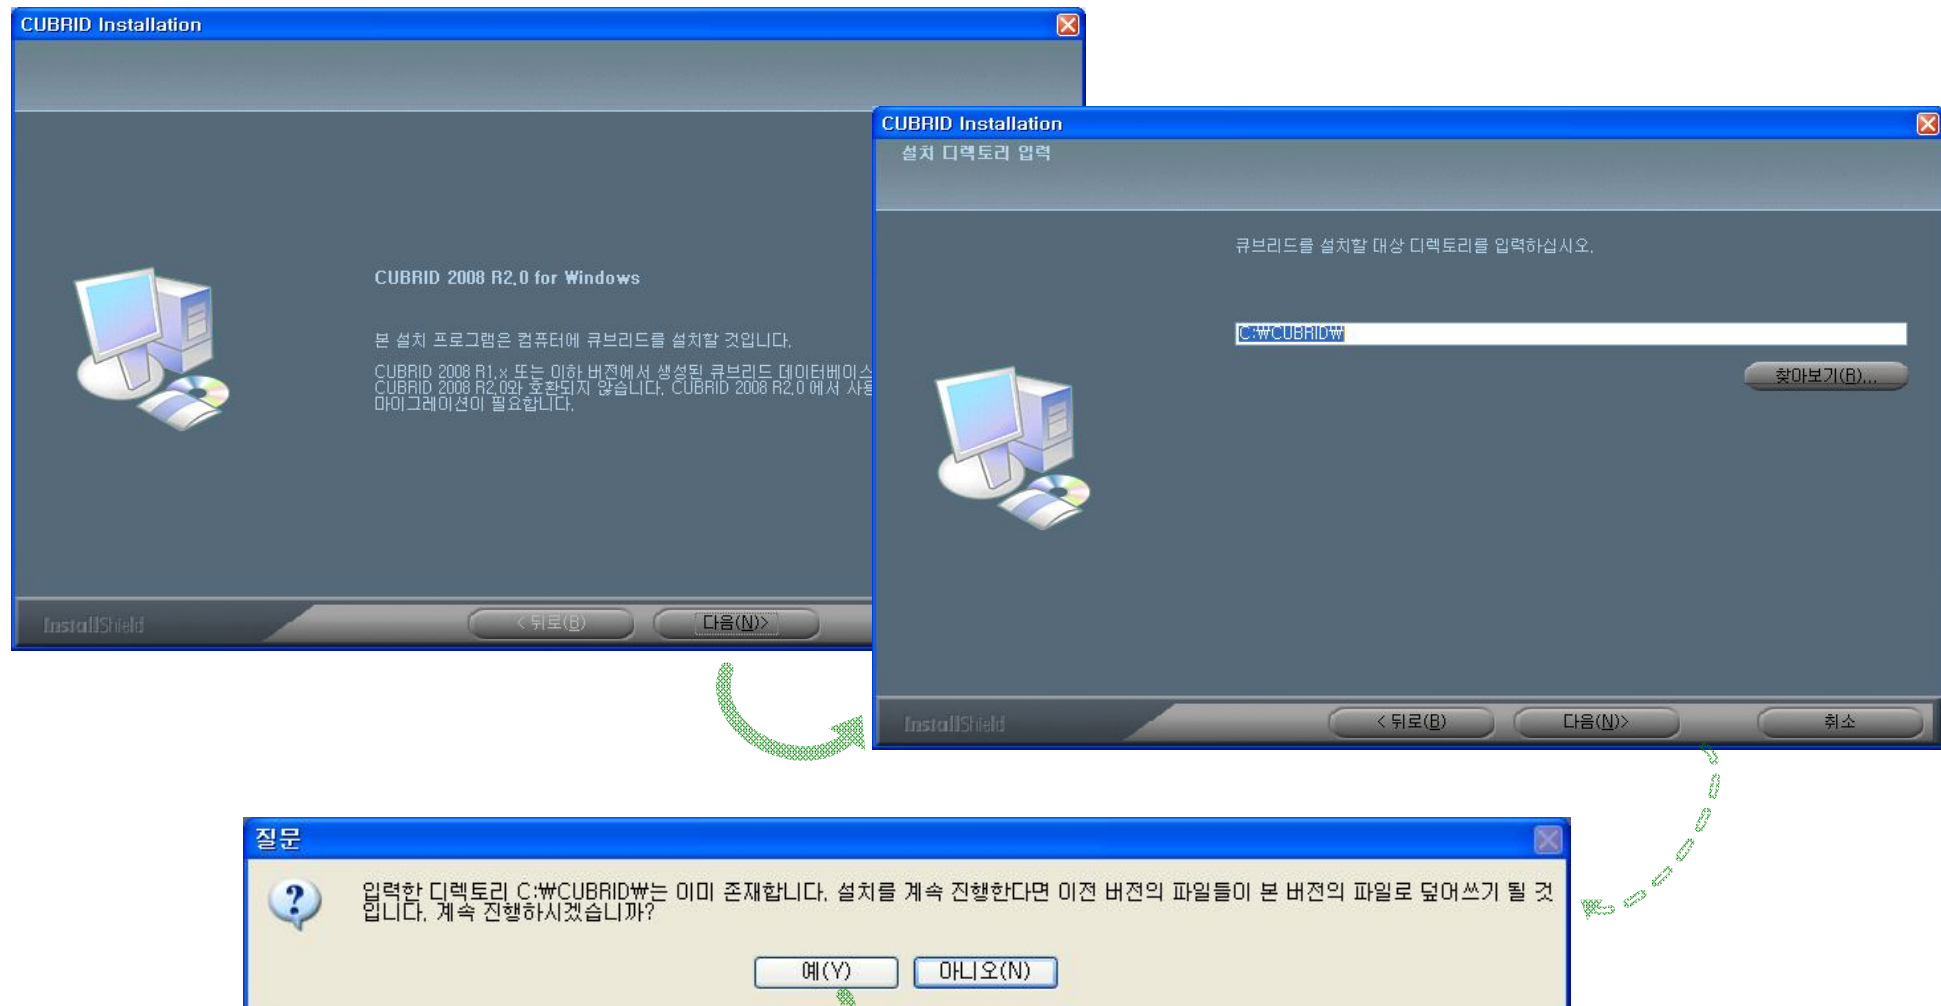 CUBRID Installation
CUBRID 2008 R2.0 for Windows
본 설치 프로그램은 컴퓨터에 큐브리드를 설치할 것입니다.
CUBRID 2008 R1.x 또는 이하 버전에서 생성된 큐브리드 데이터베이스
CUBRID 2008 R2.0와 호환되지 않습니다. CUBRID 2008 R2.0 에서 사용
마이그레이션이 필요합니다.
InstallShield
< 뒤로(B)
다음(N)>
CUBRID Installation
설치 디렉토리 입력
큐브리드를 설치할 대상 디렉토리를 입력하십시오.
C:₩CUBRID₩
찾아보기(R)...
InstallShield
< 뒤로(B)
다음(N)>
취소
질문
입력한 디렉토리 C:₩CUBRID₩는 이미 존재합니다. 설치를 계속 진행한다면 이전 버전의 파일들이 본 버전의 파일로 덮어쓰기 될 것
입니다. 계속 진행하시겠습니까?
예(Y)
아니오(N)